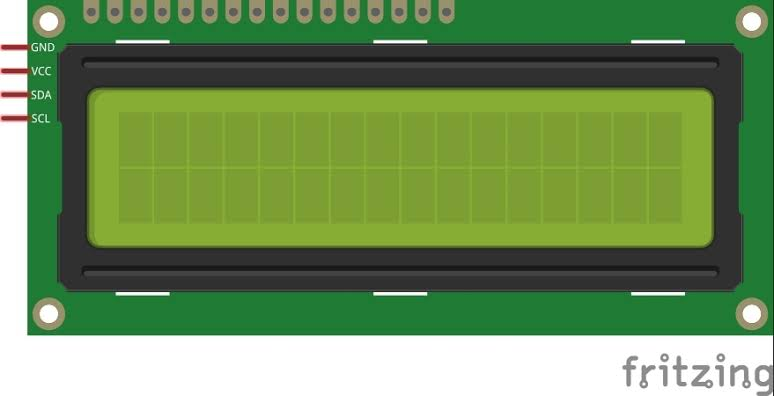 GND
VCC
SDA
SCL
fritzing